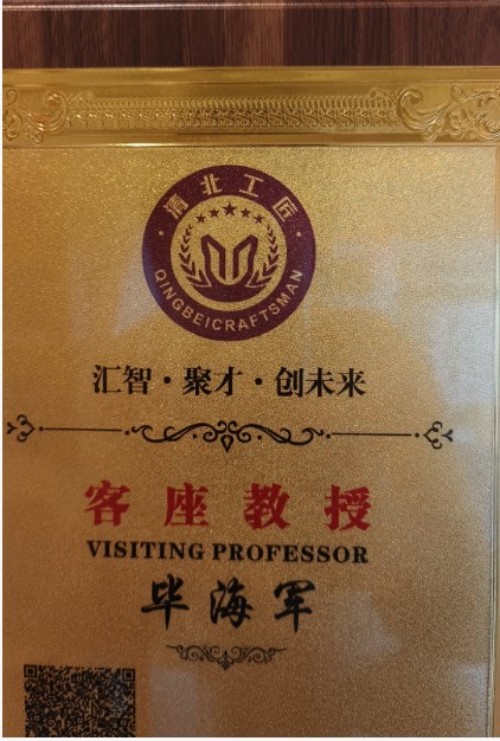 清北工匠
QINGBEICRAFTSMAN
汇智·聚才·创未来
客座教授
VISITING PROFESSOR
毕海军